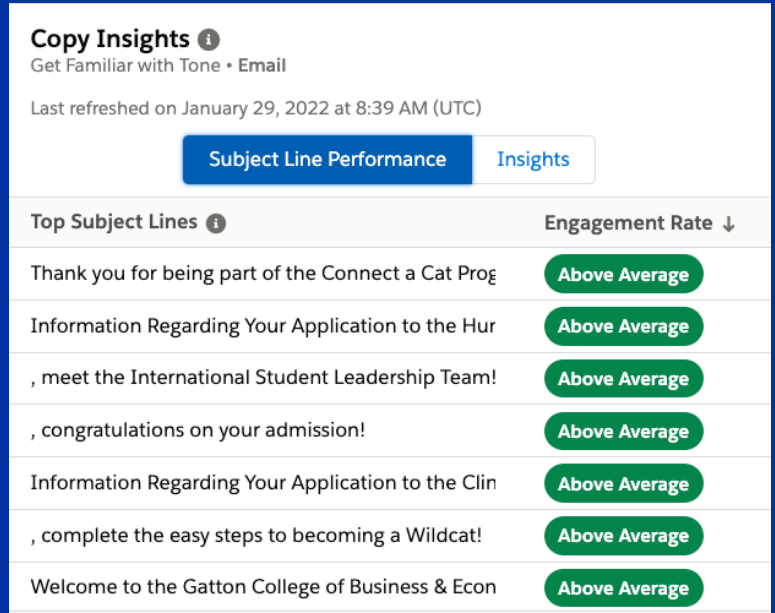 Copy Insights
Get Familiar with Tone • Email
Last refreshed on January 29, 2022 at 8:39 AM (UTC)
Subject Line Performance Insights
Top Subject Lines Engagement Rate ↓
Thank you for being part of the Connect a Cat Prog Above Average
Information Regarding Your Application to the Hur Above Average
, meet the International Student Leadership Team! Above Average
, congratulations on your admission! Above Average
Information Regarding Your Application to the Clin Above Average
, complete the easy steps to becoming a Wildcat! Above Average
Welcome to the Gatton College of Business & Econ Above Average